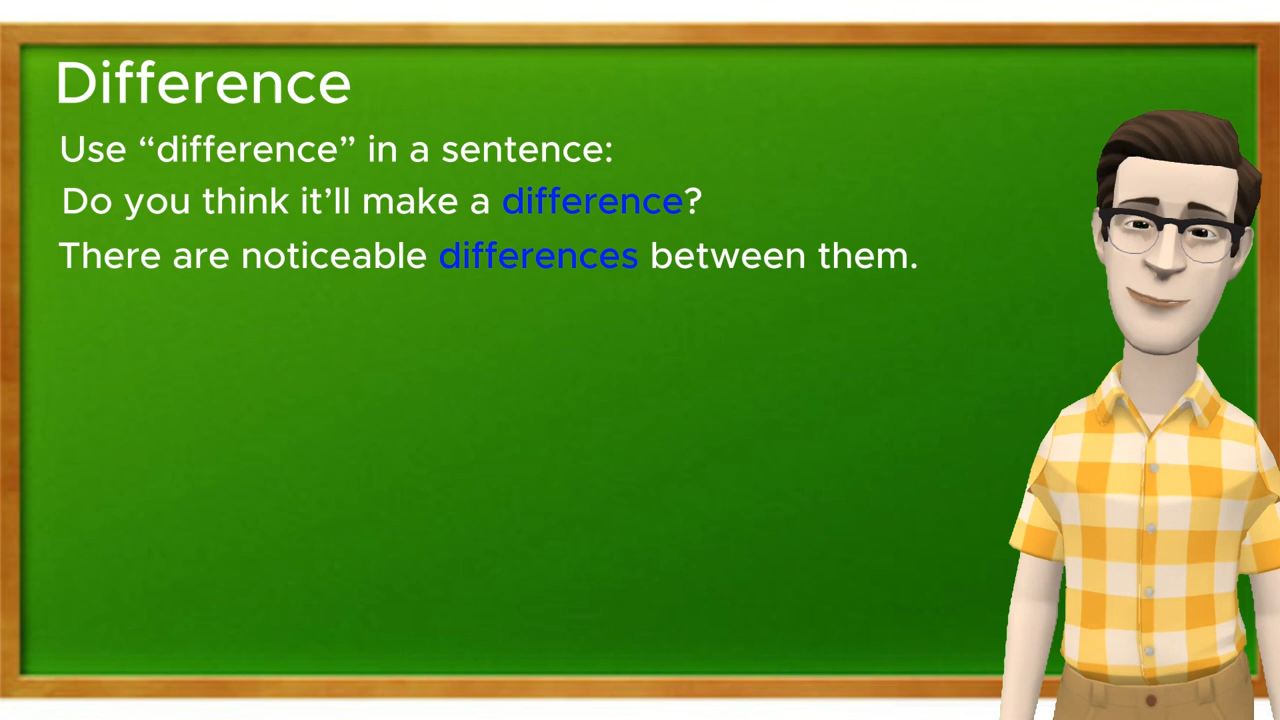 Difference
Use “difference” in a sentence:
Do you think it’ll make a difference?
There are noticeable differences between them.